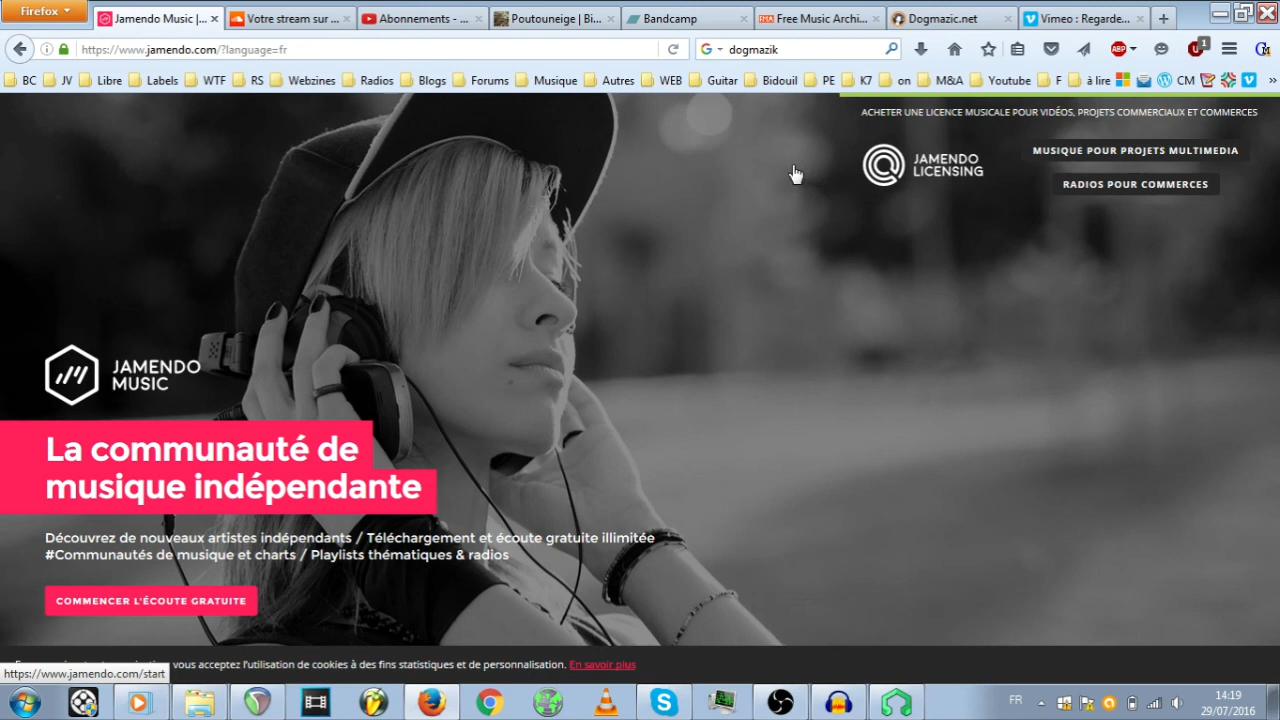 Firefox
Jamendo Music |...
Votre stream sur ...
Abonnements - ...
Poutouneige | Bi...
Bandcamp
Free Music Archi...
Dogmazic.net
Vimeo : Regarde...
https://www.jamendo.com/?language=fr
dogmazik
BC JV Libre Labels WTF RS Webzines Radios Blogs Forums Musique Autres WEB Guitar Bidouil PE K7 on M&A Youtube F à lire CM
ACHETER UNE LICENCE MUSICALE POUR VIDÉOS, PROJETS COMMERCIAUX ET COMMERCES
JAMENDO
LICENSING
MUSIQUE POUR PROJETS MULTIMEDIA
RADIOS POUR COMMERCES
JAMENDO
MUSIC
La communauté de
musique indépendante
Découvrez de nouveaux artistes indépendants / Téléchargement et écoute gratuite illimitée
#Communautés de musique et charts / Playlists thématiques & radios
COMMENCER L'ÉCOUTE GRATUITE
vous acceptez l'utilisation de cookies à des fins statistiques et de personnalisation. En savoir plus
https://www.jamendo.com/start
FR
14:19
29/07/2016